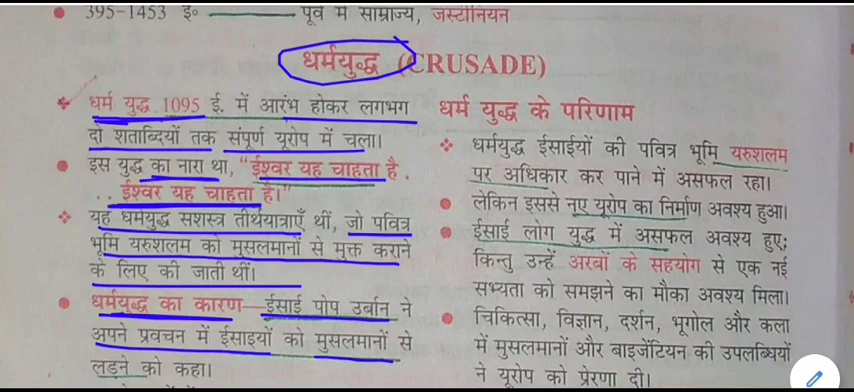 395-1453 ई० ——— पूर्व में साम्राज्य, जस्टीनियन
धर्मयुद्ध (CRUSADE)
धर्म युद्ध 1095 ई. में आरंभ होकर लगभग
दो शताब्दियों तक संपूर्ण यूरोप में चला।
इस युद्ध का नारा था, “ईश्वर यह चाहता है .
. . ईश्वर यह चाहता है।”
यह धर्मयुद्ध सशस्त्र तीर्थयात्राएँ थीं, जो पवित्र
भूमि यरुशलम को मुसलमानों से मुक्त कराने
के लिए की जाती थीं।
धर्मयुद्ध का कारण—ईसाई पोप उर्बान ने
अपने प्रवचन में ईसाइयों को मुसलमानों से
लड़ने को कहा।
धर्म युद्ध के परिणाम
धर्मयुद्ध ईसाईयों की पवित्र भूमि यरुशलम
पर अधिकार कर पाने में असफल रहा।
लेकिन इससे नए यूरोप का निर्माण अवश्य हुआ।
ईसाई लोग युद्ध में असफल अवश्य हुए;
किन्तु उन्हें अरबों के सहयोग से एक नई
सभ्यता को समझने का मौका अवश्य मिला।
चिकित्सा, विज्ञान, दर्शन, भूगोल और कला
में मुसलमानों और बाइजेंटियन की उपलब्धियों
ने यूरोप को प्रेरणा दी।